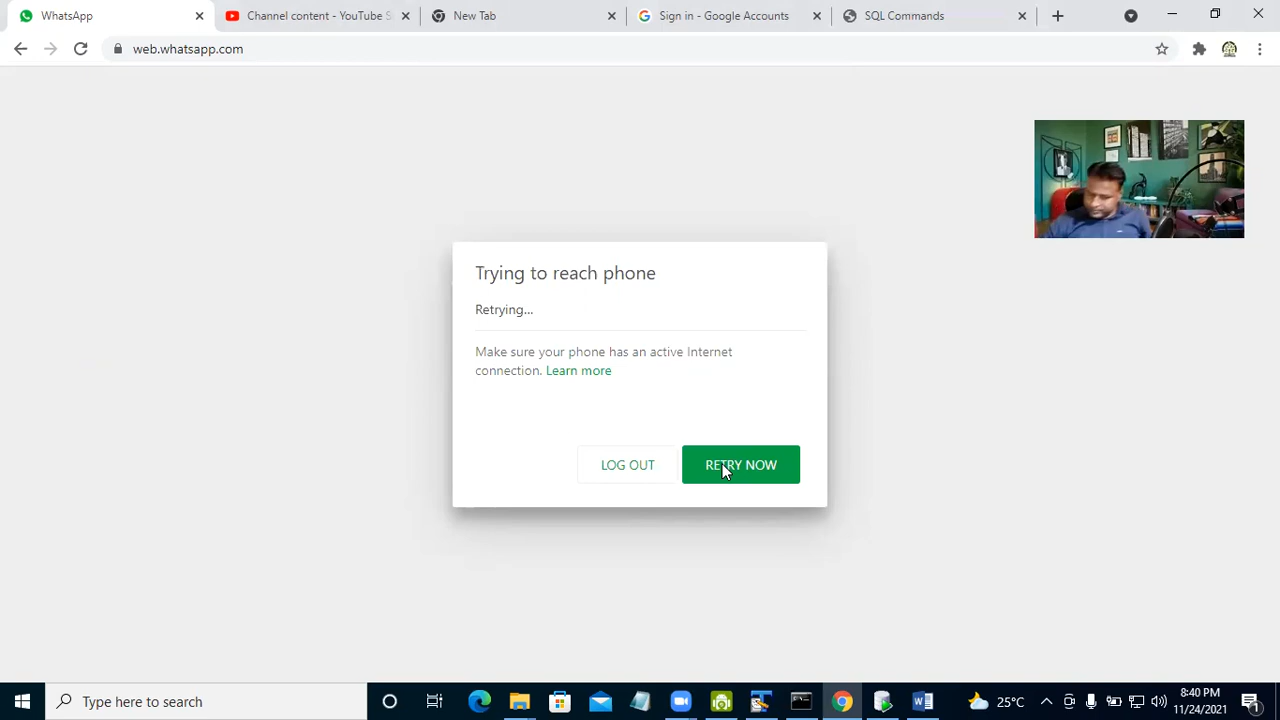 WhatsApp
Channel content - YouTube S
New Tab
Sign in - Google Accounts
SQL Commands
web.whatsapp.com
Trying to reach phone
Retrying...
Make sure your phone has an active Internet
connection. Learn more
LOG OUT
RETRY NOW
Type here to search
25°C
8:40 PM
11/24/2021
1